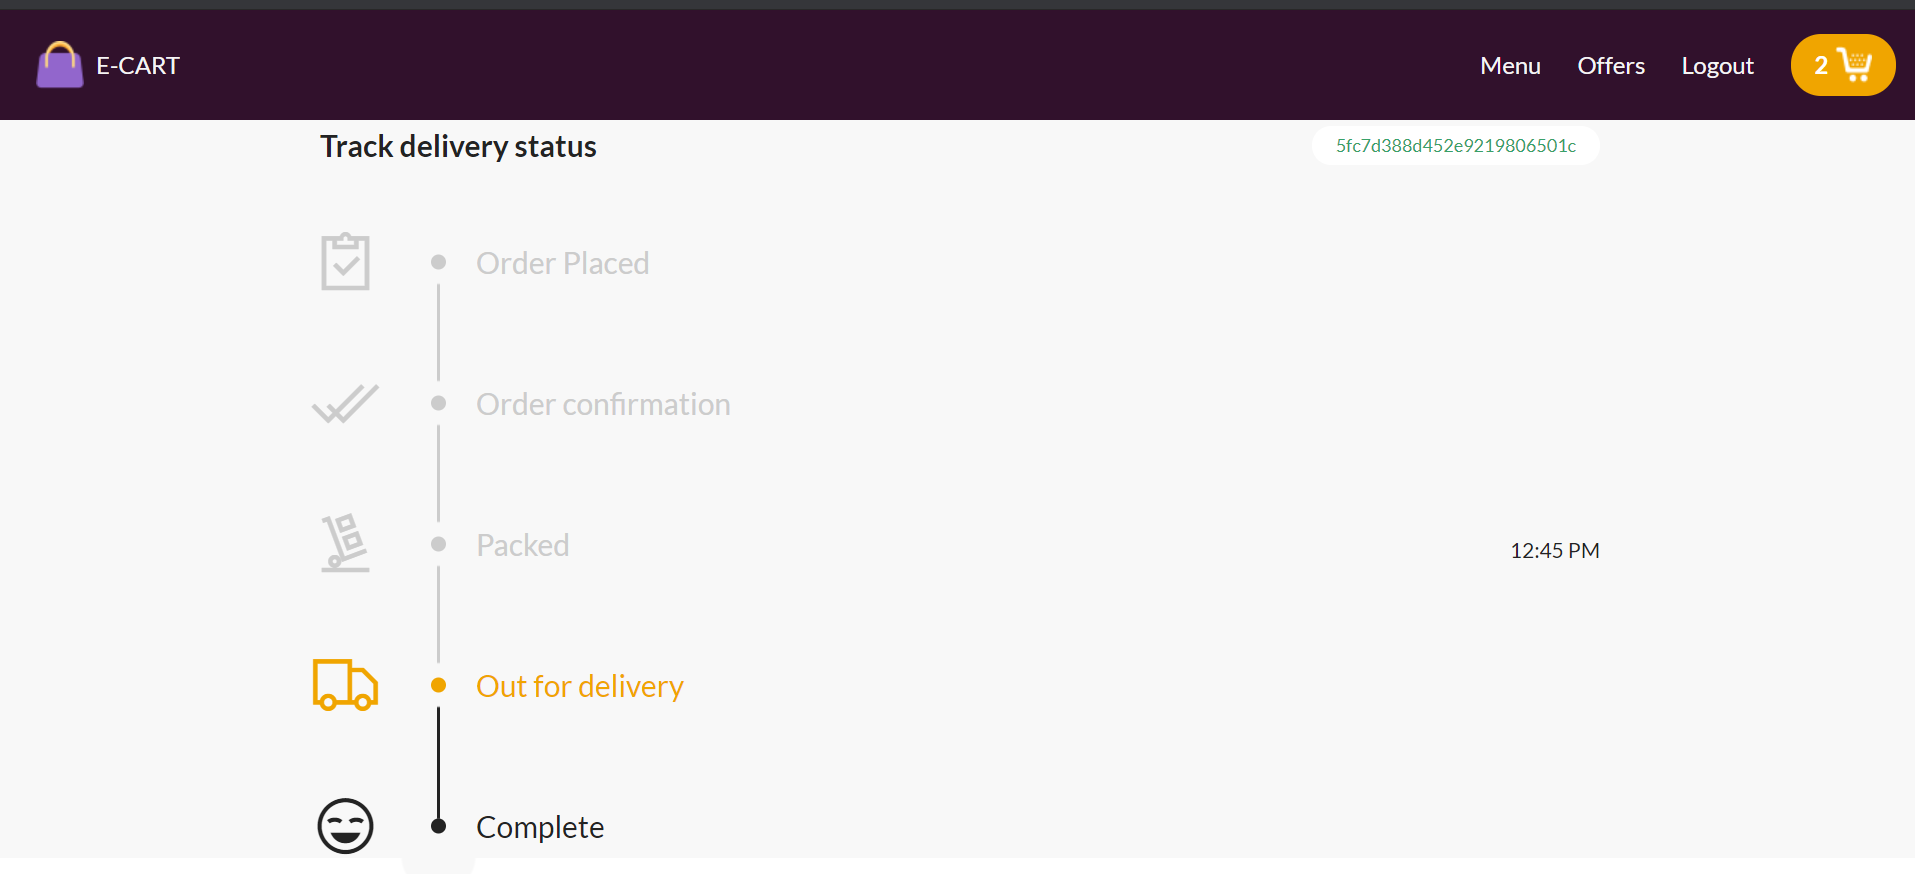 E-CART
Menu Offers Logout 2
Track delivery status
5fc7d388d452e9219806501c
Order Placed
Order confirmation
Packed
12:45 PM
Out for delivery
Complete